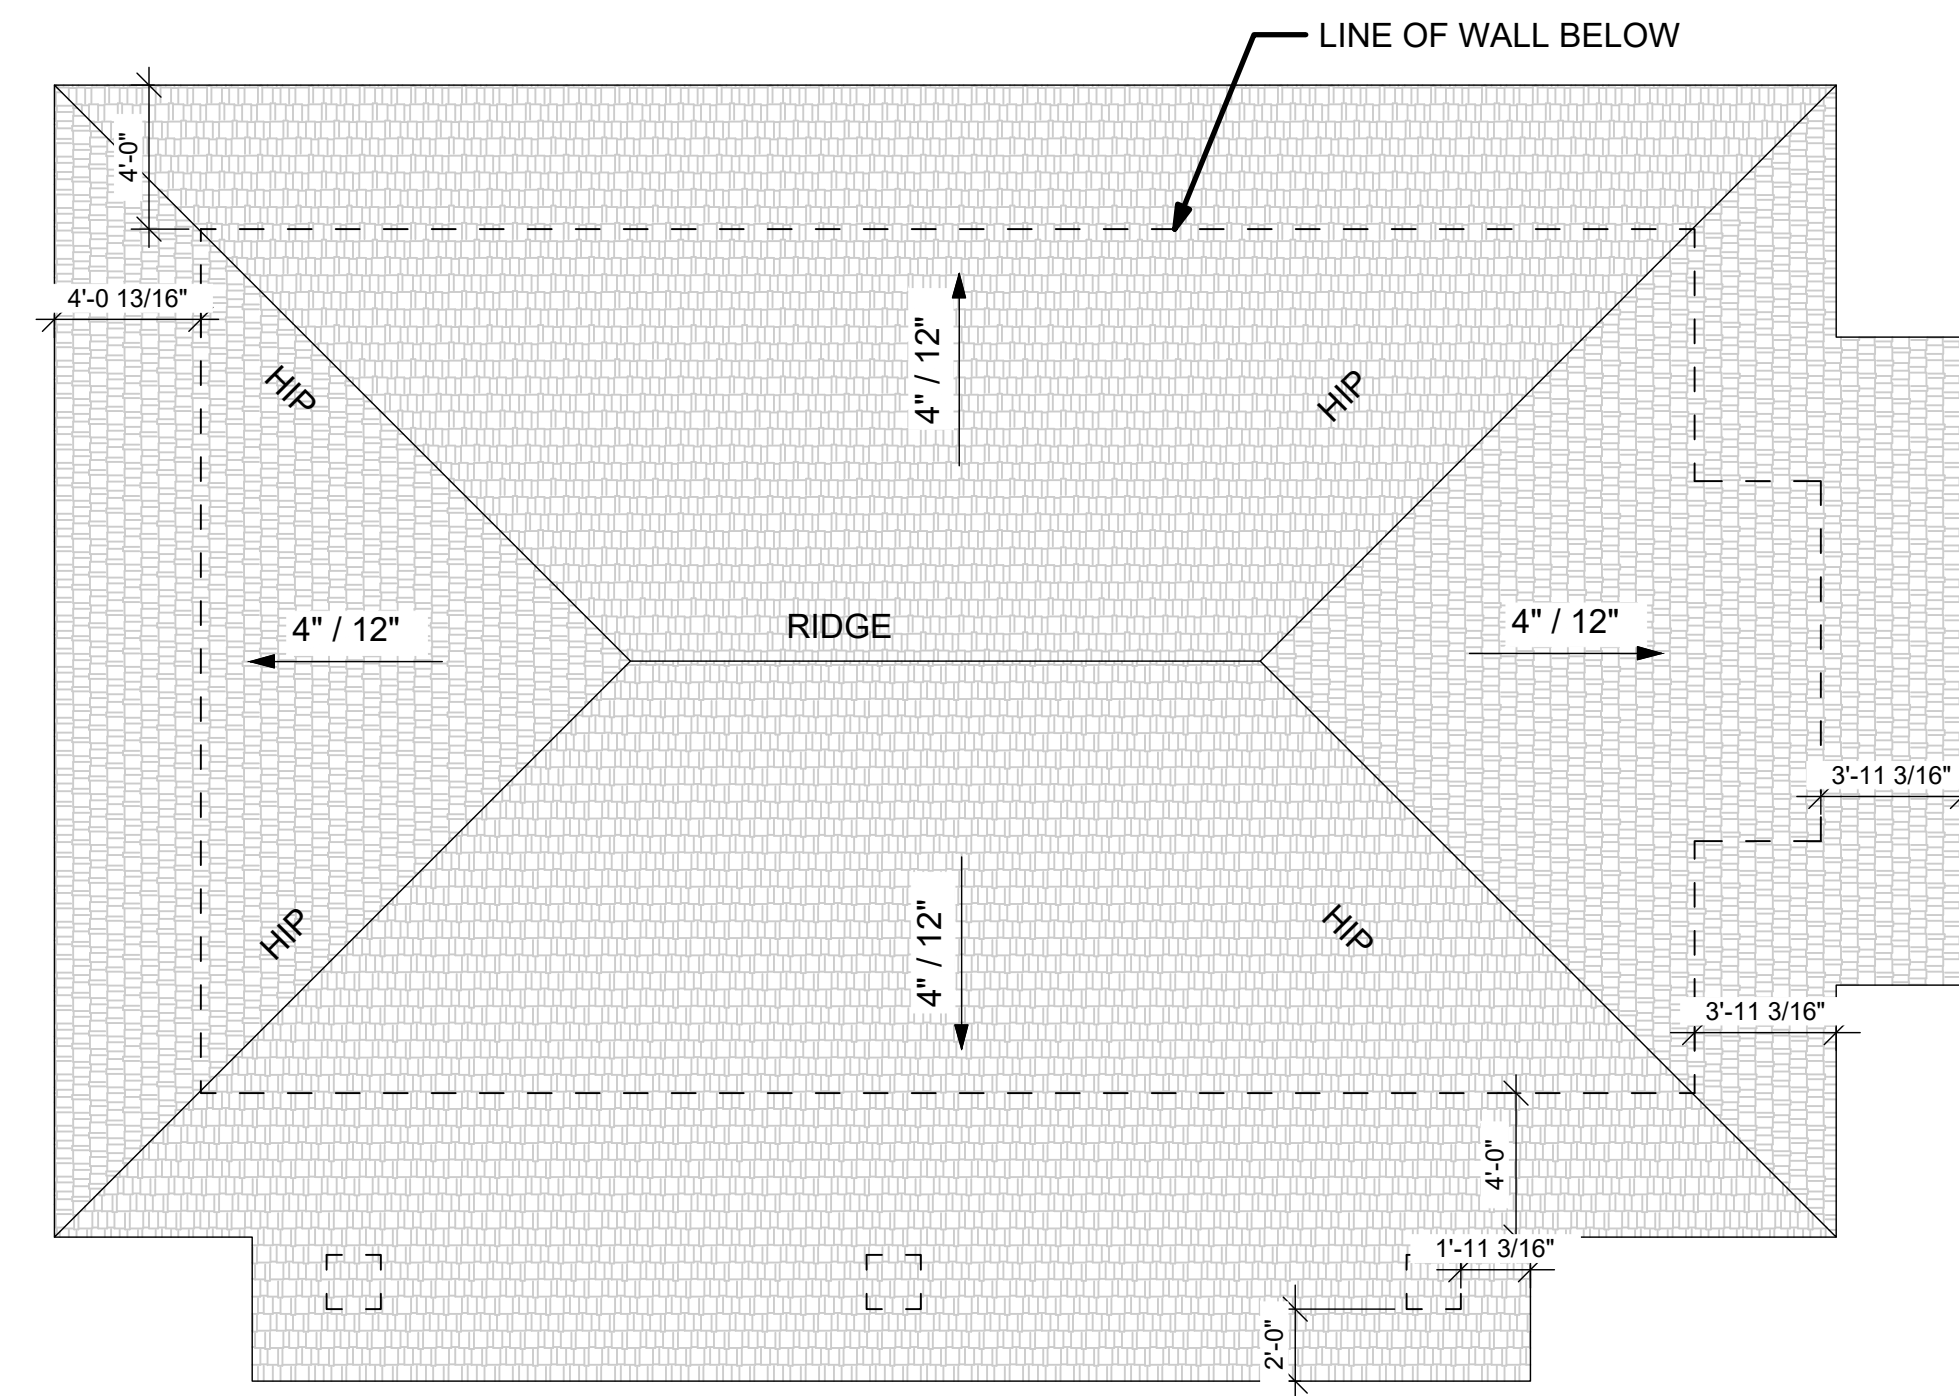 LINE OF WALL BELOW
4'-0"
4'-0 13/16"
HIP
4" / 12"
HIP
RIDGE
4" / 12"
4" / 12"
3'-11 3/16"
HIP
4" / 12"
HIP
3'-11 3/16"
4'-0"
1'-11 3/16"
2'-0"